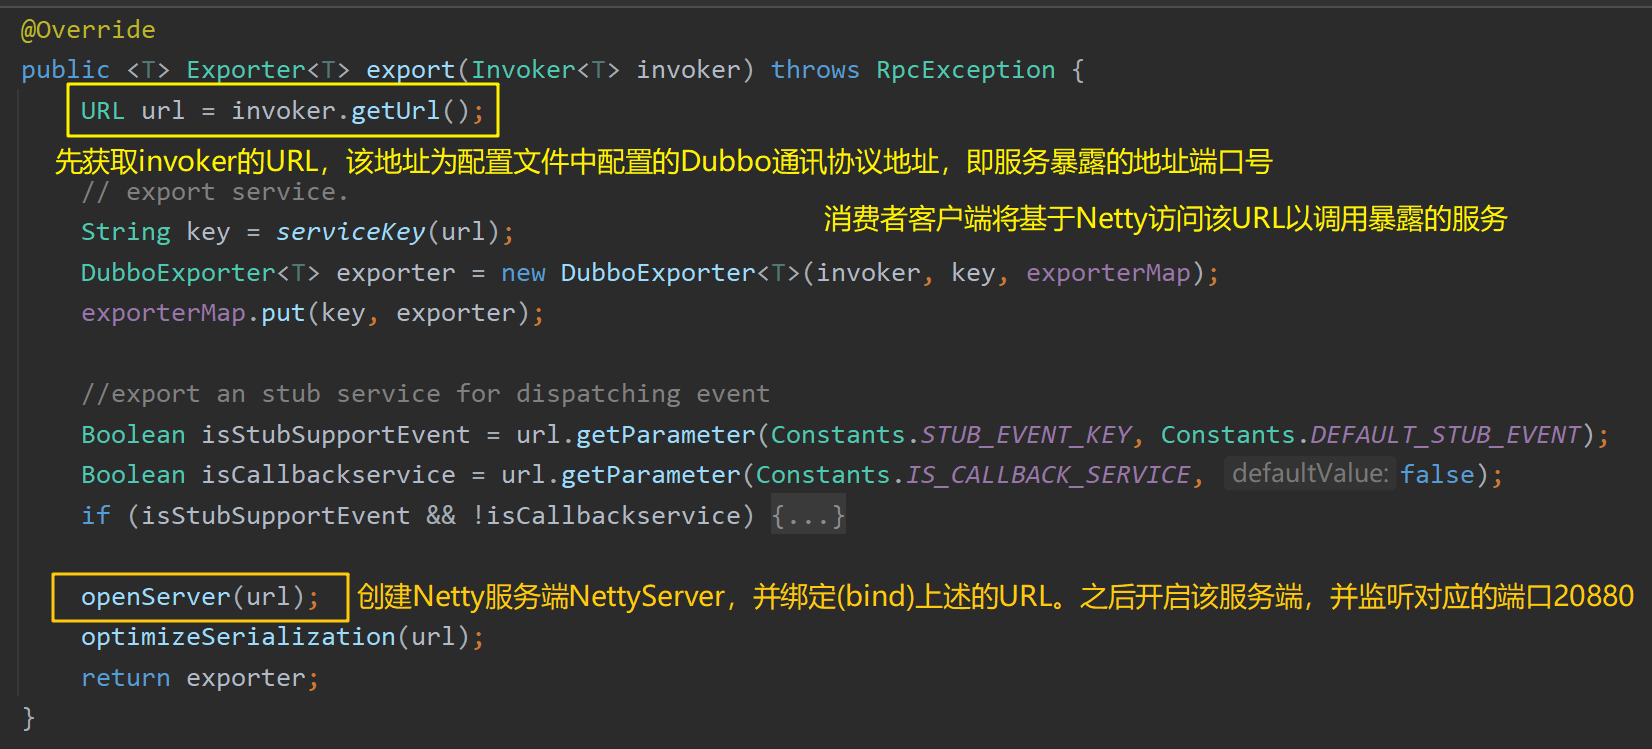 @Override
public <T> Exporter<T> export(Invoker<T> invoker) throws RpcException {
URL url = invoker.getUrl();
先获取invoker的URL，该地址为配置文件中配置的Dubbo通讯协议地址，即服务暴露的地址端口号
// export service.
消费者客户端将基于Netty访问该URL以调用暴露的服务
String key = serviceKey(url);
DubboExporter<T> exporter = new DubboExporter<T>(invoker, key, exporterMap);
exporterMap.put(key, exporter);
//export an stub service for dispatching event
Boolean isStubSupportEvent = url.getParameter(Constants.STUB_EVENT_KEY, Constants.DEFAULT_STUB_EVENT);
Boolean isCallbackservice = url.getParameter(Constants.IS_CALLBACK_SERVICE, defaultValue: false);
if (isStubSupportEvent && !isCallbackservice) {...}
openServer(url); 创建Netty服务端NettyServer，并绑定(bind)上述的URL。之后开启该服务端，并监听对应的端口20880
optimizeSerialization(url);
return exporter;
}